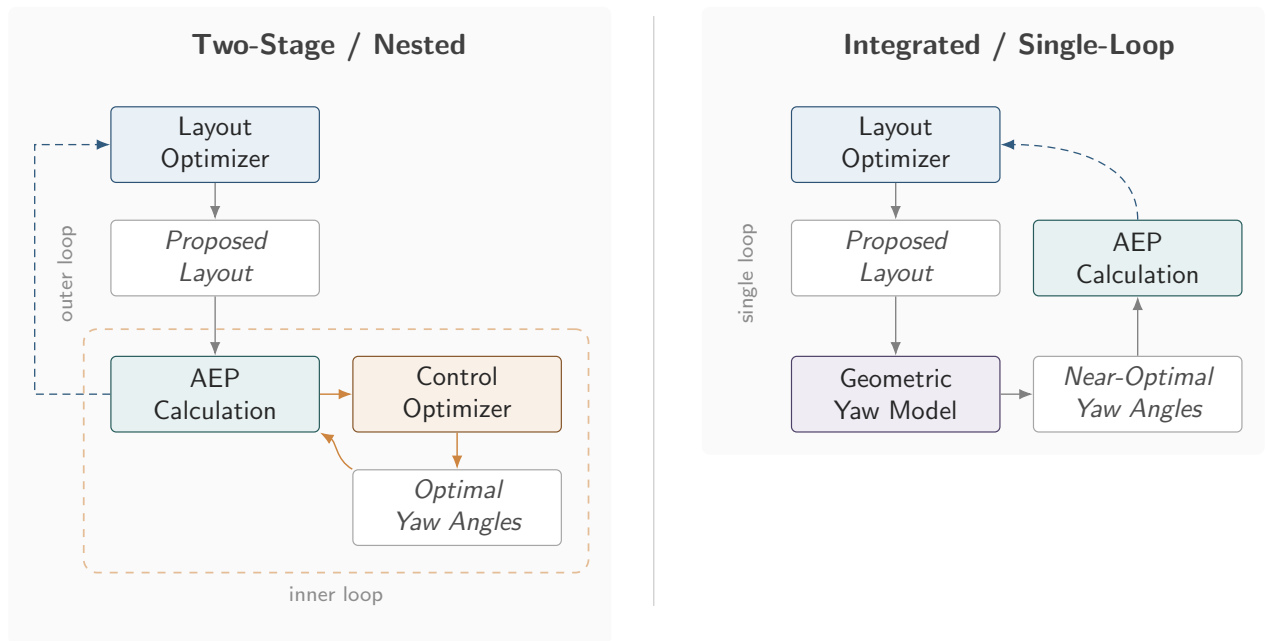 Two-Stage / Nested
Layout
Optimizer
Proposed
Layout
outer loop
AEP
Calculation
Control
Optimizer
Optimal
Yaw Angles
inner loop
Integrated / Single-Loop
Layout
Optimizer
Proposed
Layout
single loop
AEP
Calculation
Geometric
Yaw Model
Near-Optimal
Yaw Angles